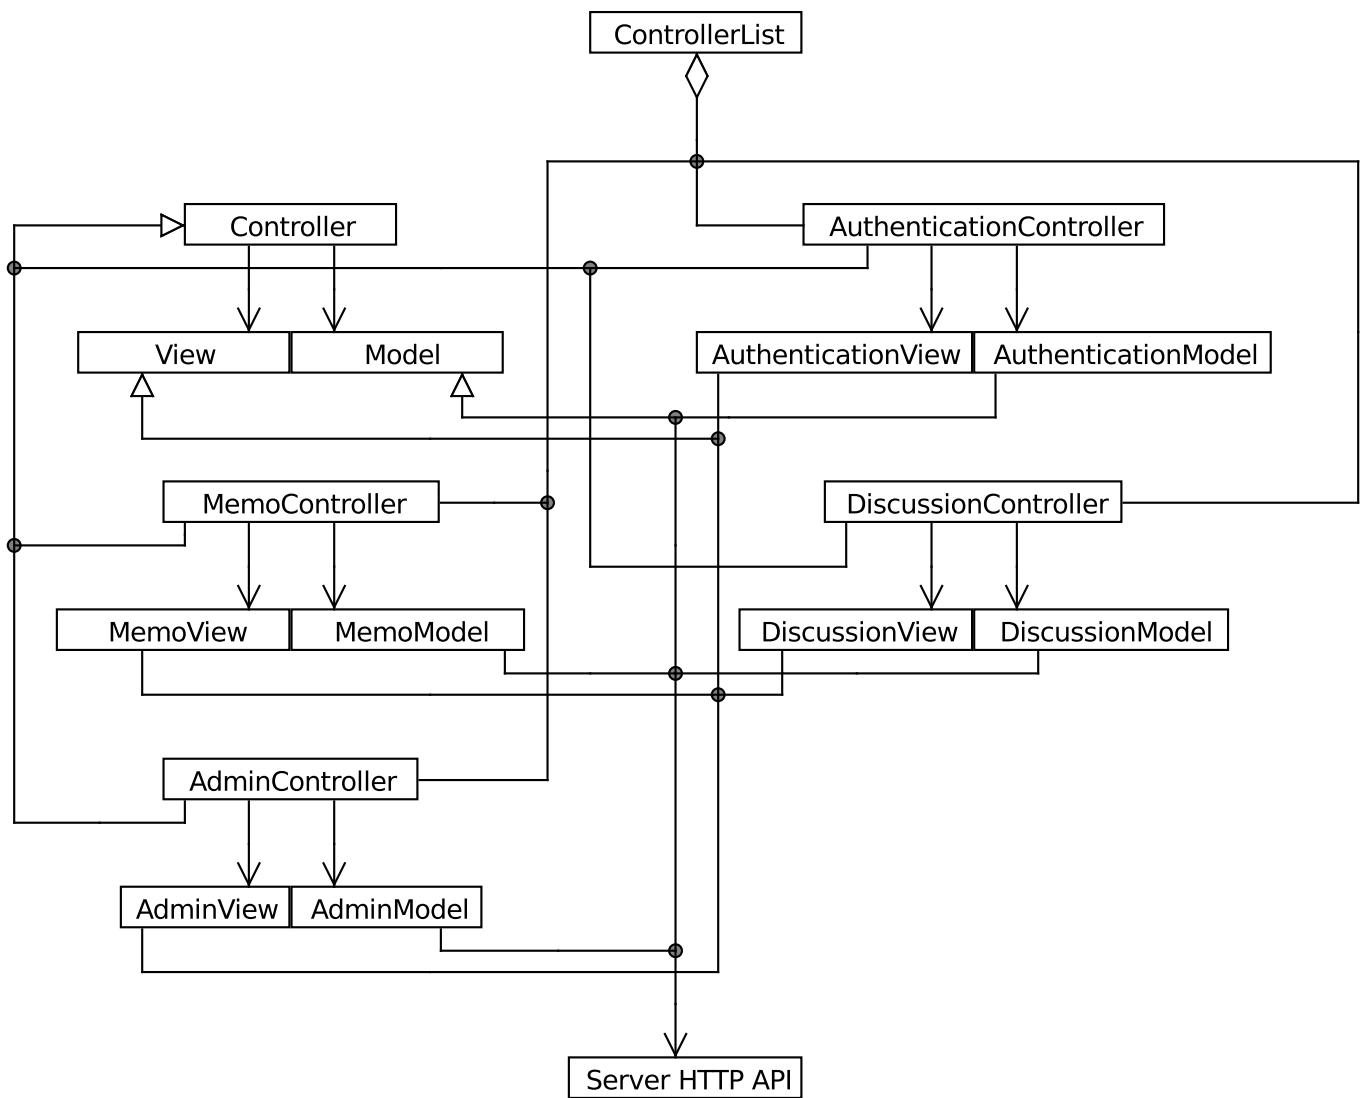 ControllerList
Controller
AuthenticationController
View
Model
AuthenticationView
AuthenticationModel
MemoController
DiscussionController
MemoView
MemoModel
DiscussionView
DiscussionModel
AdminController
AdminView
AdminModel
Server HTTP API